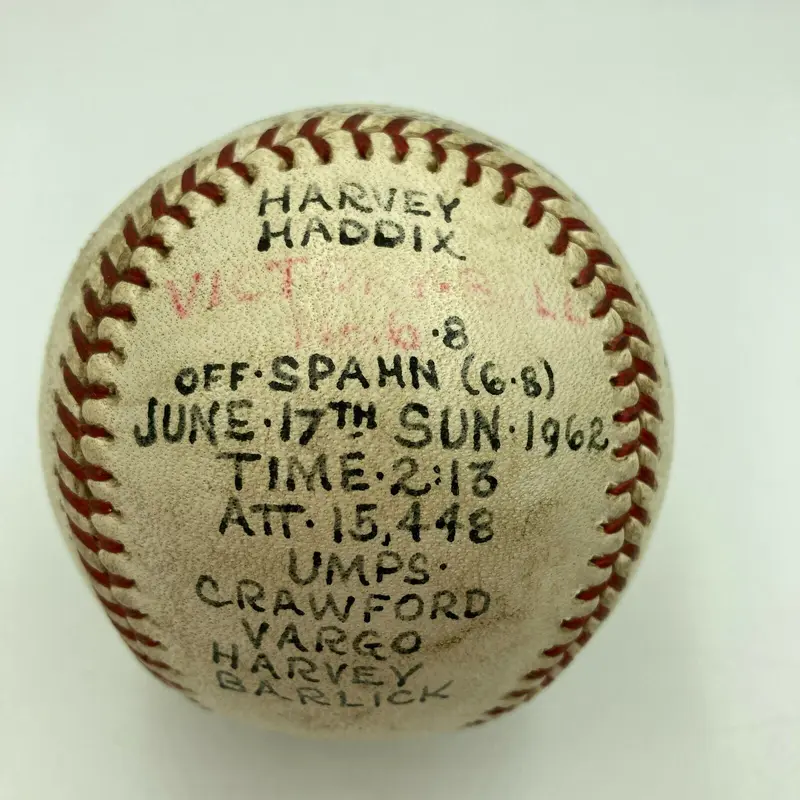 HARVEY
HADDIX
·8
OFF·SPAHN (6·8)
JUNE·17TH SUN·1962
TIME·2:13
ATT·15,448
UMPS·
CRAWFORD
VARGO
HARVEY
BARLICK